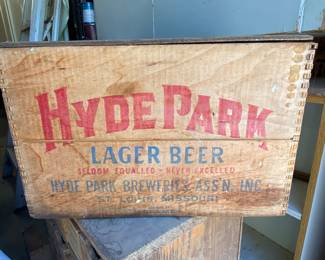 HYDE PARK
LAGER BEER
SELDOM EQUALLED - NEVER EXCELLED
HYDE PARK BREWERIES ASS'N. INC.
ST. LOUIS, MISSOURI